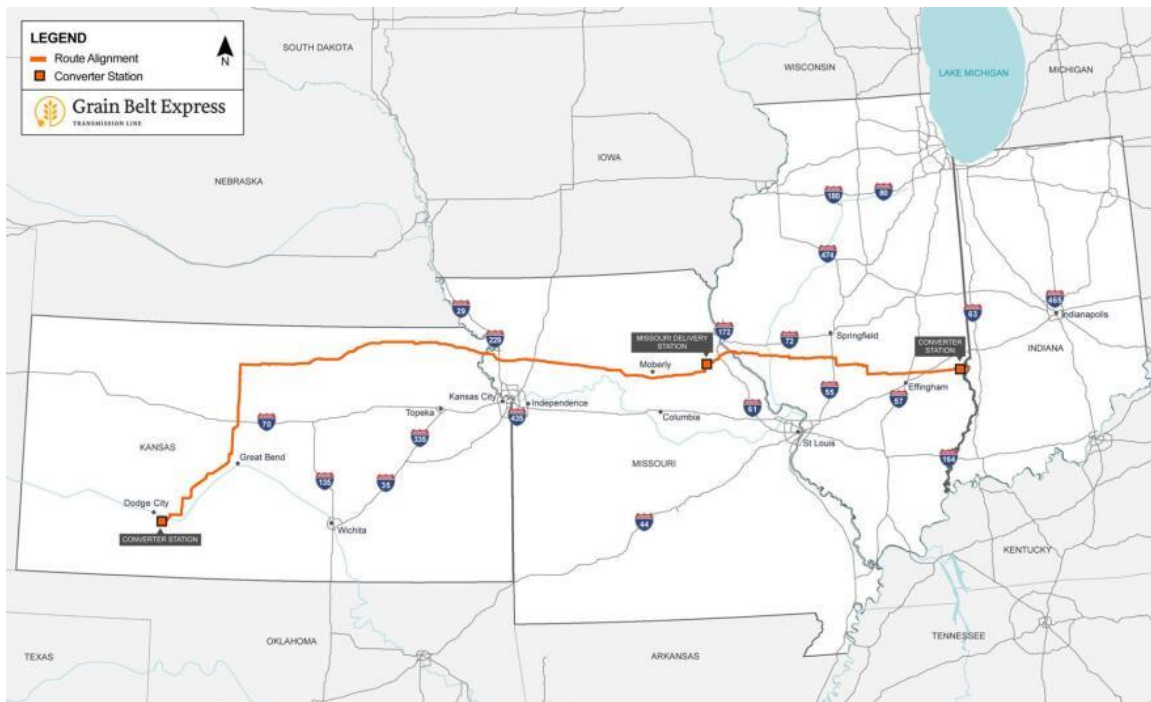 LEGEND
Route Alignment
Converter Station
N
Grain Belt Express
TRANSMISSION LINE
SOUTH DAKOTA
WISCONSIN
LAKE MICHIGAN
MICHIGAN
IOWA
NEBRASKA
180
80
474
29
229
172
72
Springfield
63
465
Indianapolis
INDIANA
MISSOURI DELIVERY
STATION
CONVERTER
STATION
Moberly
Effingham
Kansas City
Independence
435
Topeka
335
Columbia
61
55
57
St Louis
70
KANSAS
Great Bend
135
35
MISSOURI
164
Dodge City
CONVERTER STATION
Wichita
44
KENTUCKY
OKLAHOMA
TEXAS
ARKANSAS
TENNESSEE